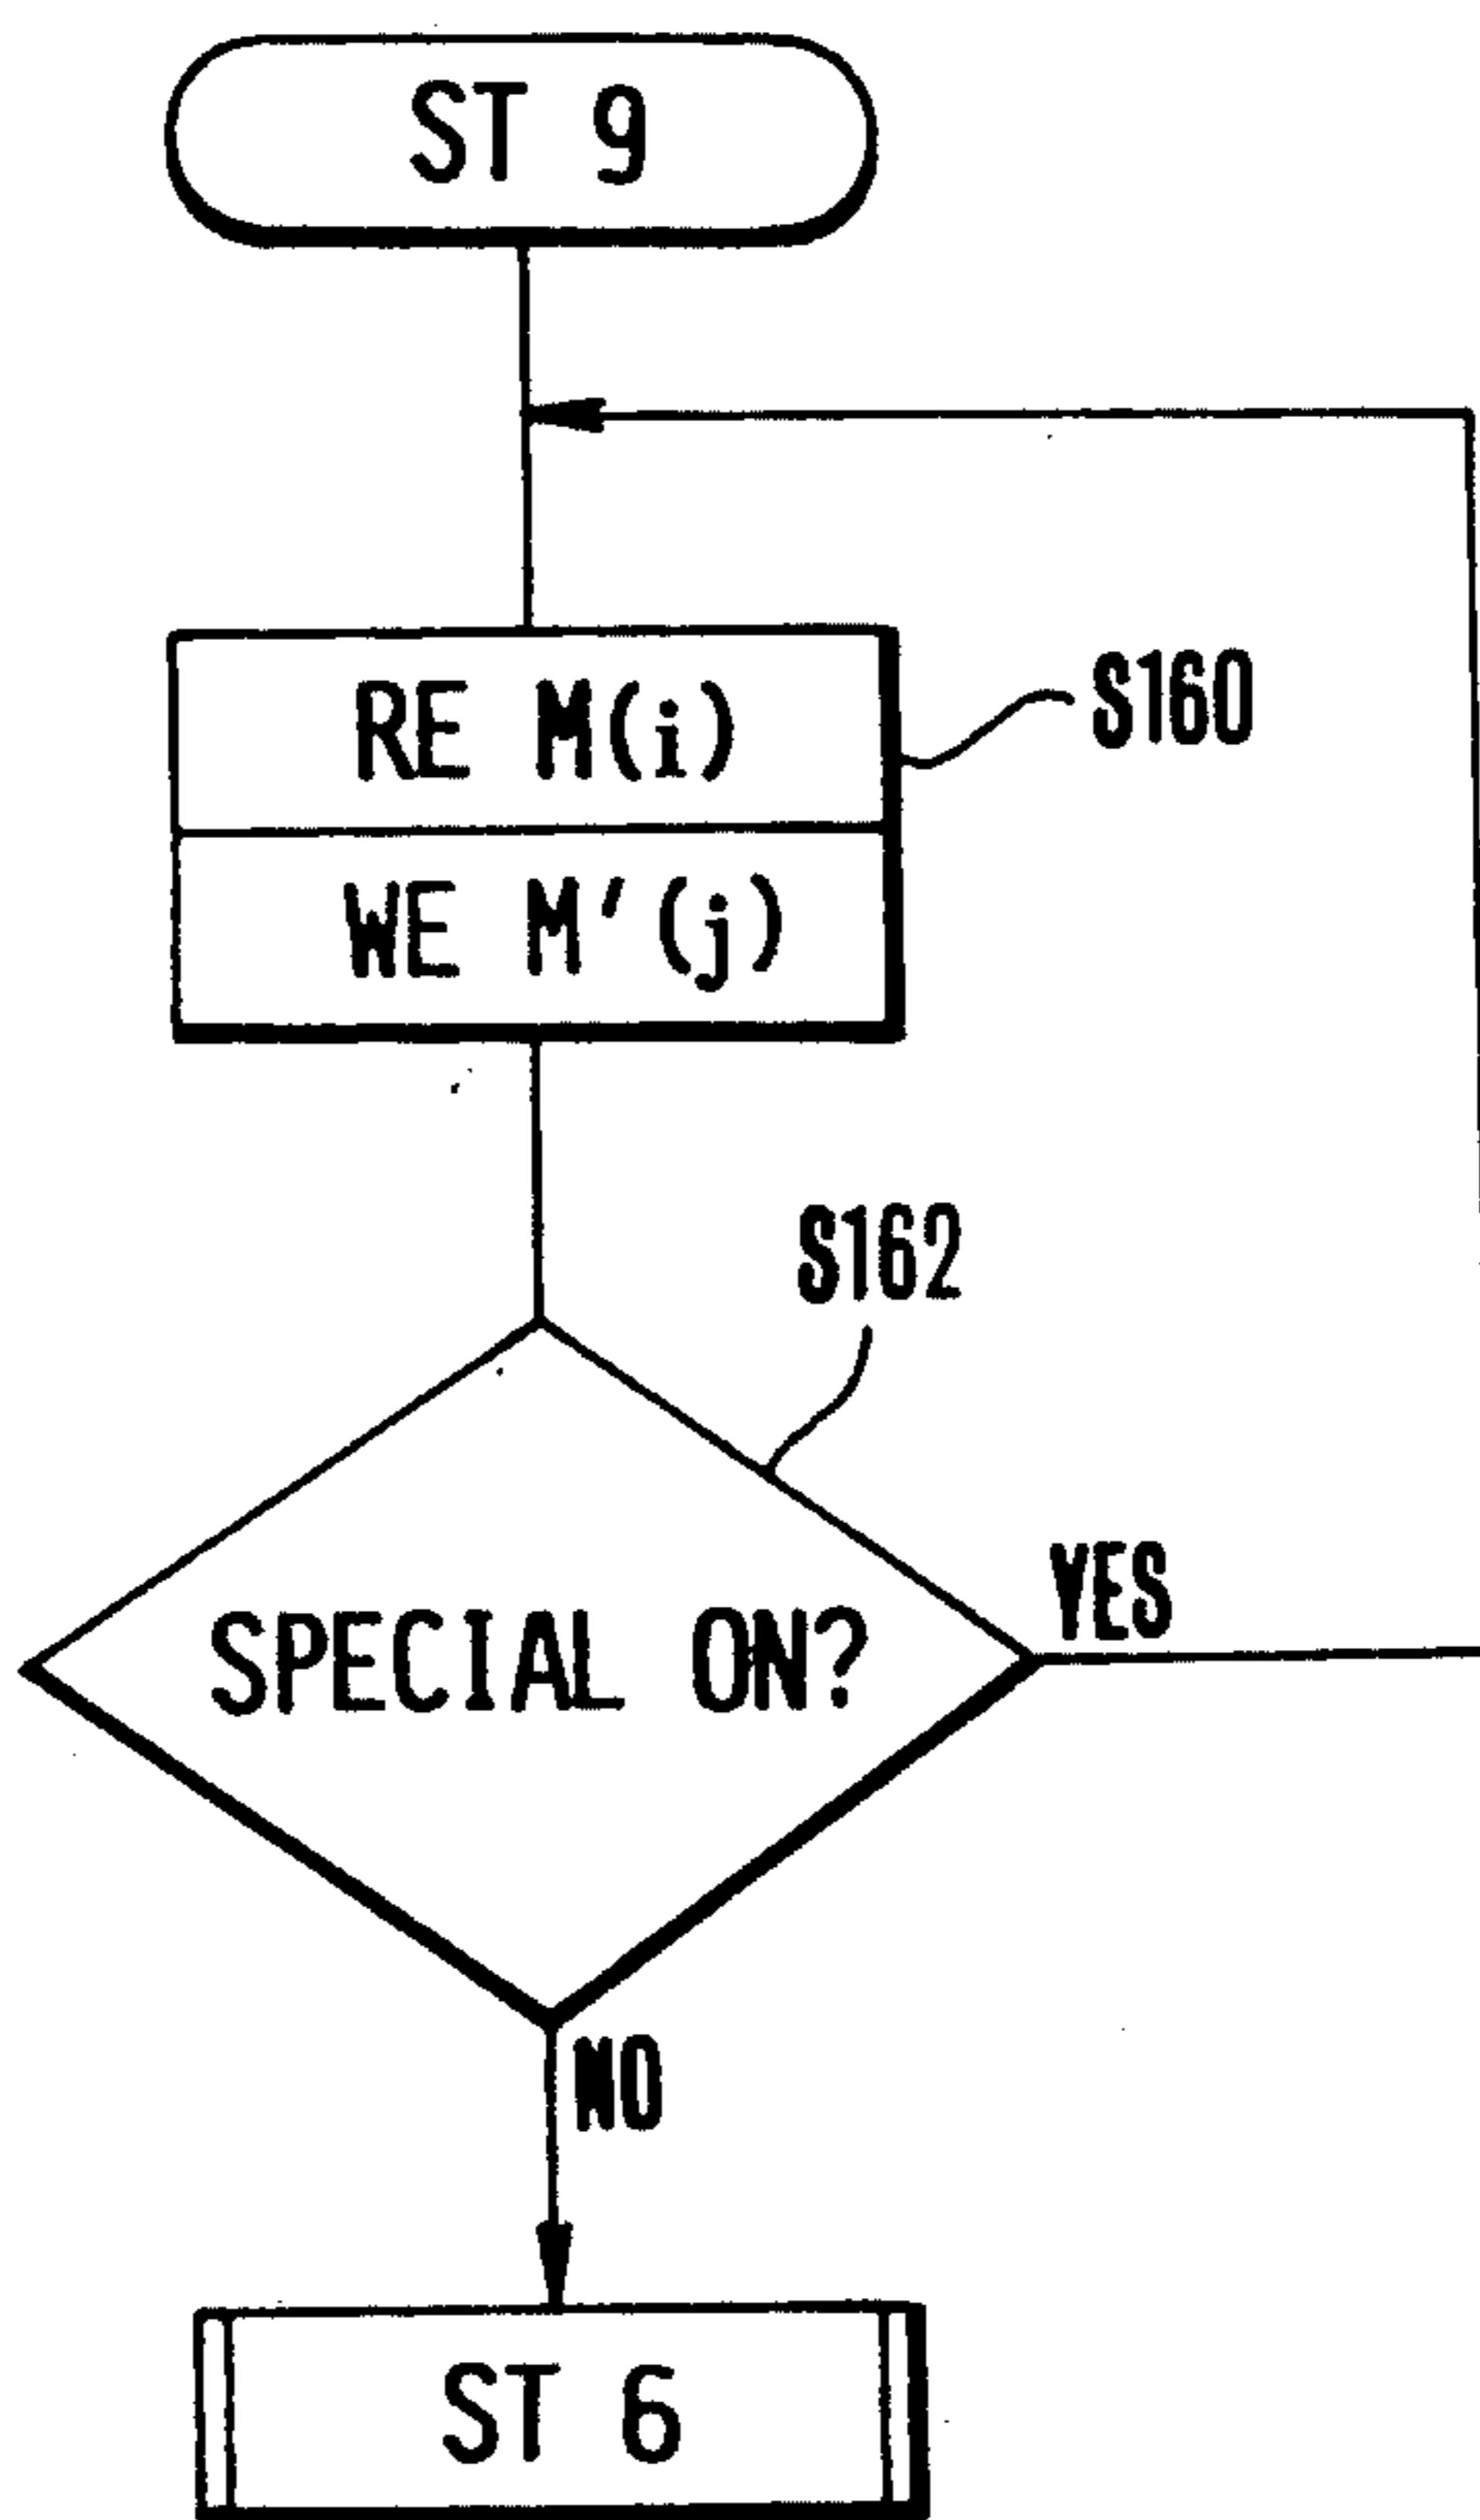 ST 9
RE M(i)
S160
WE M'(j)
S162
YES
SPECIAL ON?
NO
ST 6